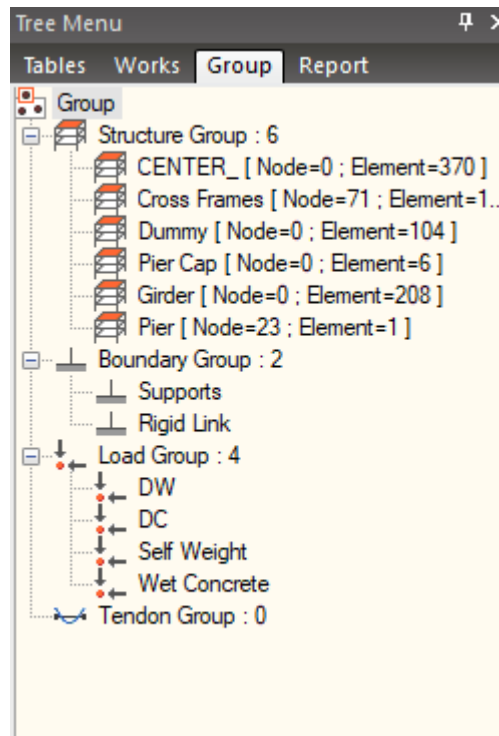 Tree Menu
Tables Works Group Report
Group
Structure Group : 6
CENTER_ [ Node=0 ; Element=370 ]
Cross Frames [ Node=71 ; Element=1...
Dummy [ Node=0 ; Element=104 ]
Pier Cap [ Node=0 ; Element=6 ]
Girder [ Node=0 ; Element=208 ]
Pier [ Node=23 ; Element=1 ]
Boundary Group : 2
Supports
Rigid Link
Load Group : 4
DW
DC
Self Weight
Wet Concrete
Tendon Group : 0